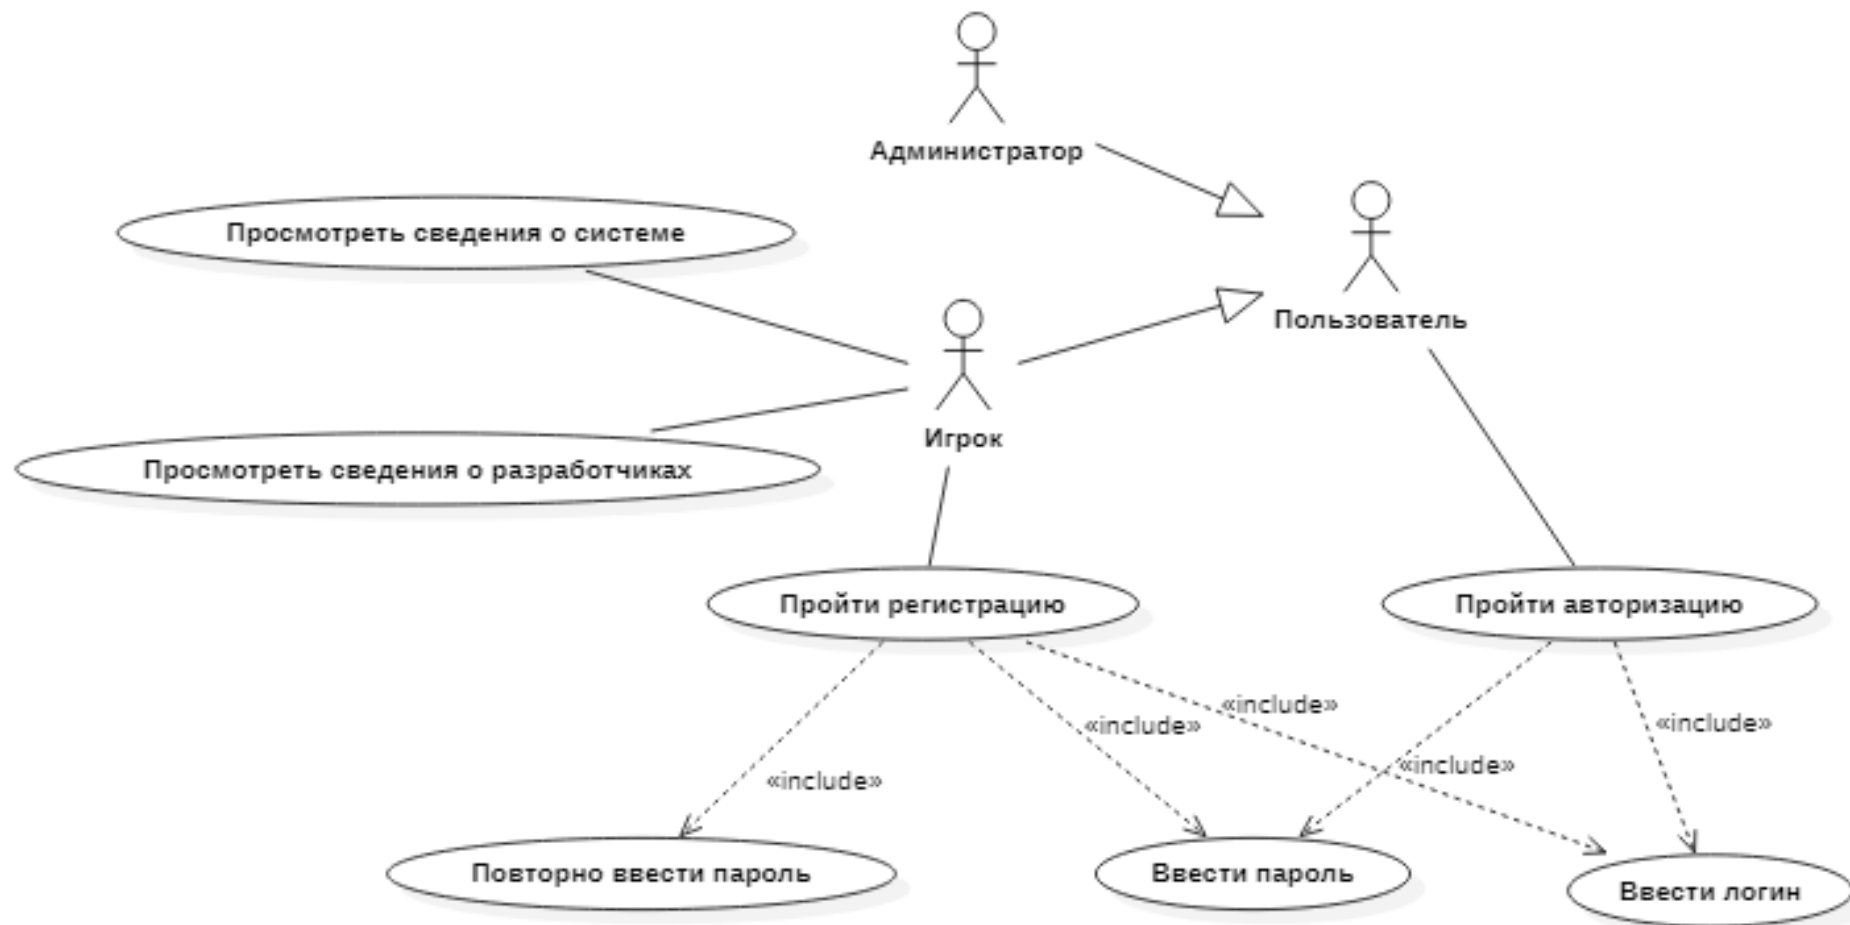 Администратор
Просмотреть сведения о системе
Пользователь
Игрок
Просмотреть сведения о разработчиках
Пройти регистрацию
Пройти авторизацию
«include»
«include»
«include»
«include»
«include»
Повторно ввести пароль
Ввести пароль
Ввести логин